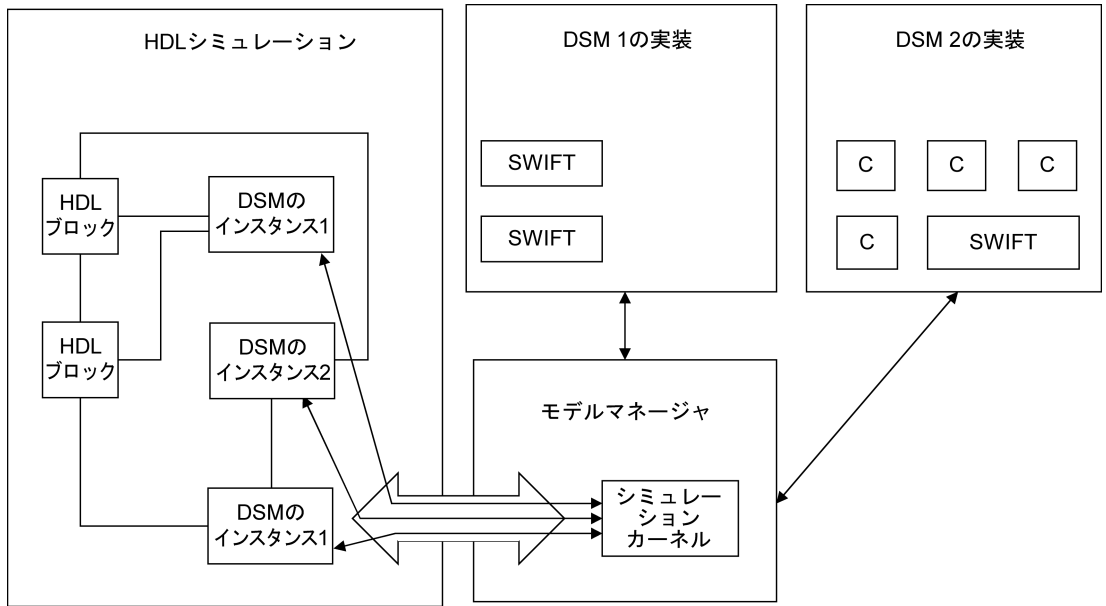 HDLシミュレーション
HDL
ブロック
DSMの
インスタンス1
HDL
ブロック
DSMの
インスタンス2
DSMの
インスタンス1
DSM 1の実装
SWIFT
SWIFT
DSM 2の実装
C
C
C
C
SWIFT
モデルマネージャ
シミュレー
ション
カーネル